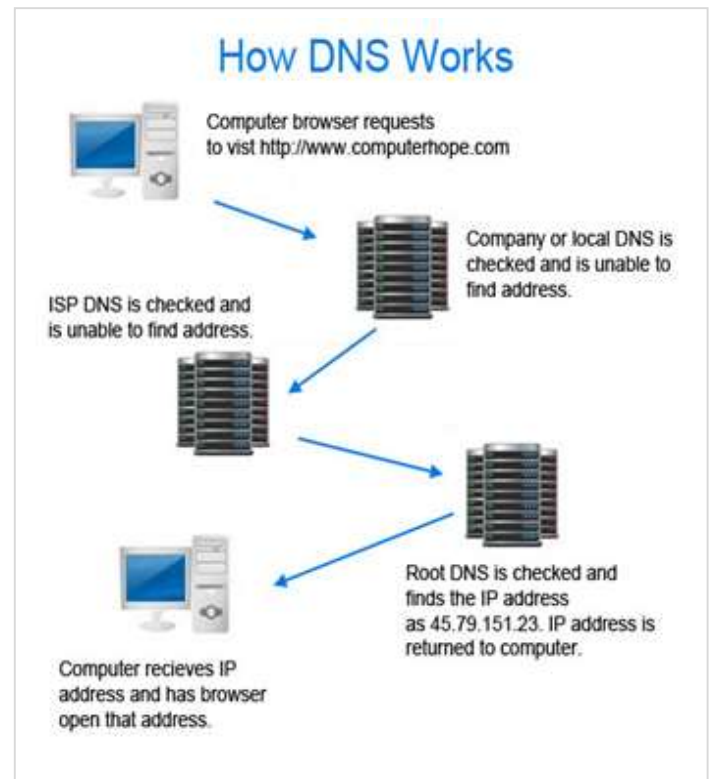 How DNS Works
Computer browser requests
to vist http://www.computerhope.com
Company or local DNS is
checked and is unable to
find address.
ISP DNS is checked and
is unable to find address.
Root DNS is checked and
finds the IP address
as 45.79.151.23. IP address is
returned to computer.
Computer recieves IP
address and has browser
open that address.